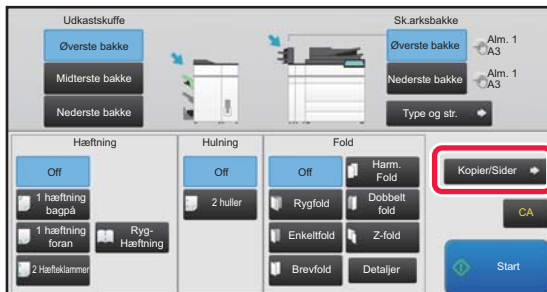 Udkastskuffe
Øverste bakke
Midterste bakke
Nederste bakke
Sk.arksbakke
Øverste bakke
Alm. 1
A3
Nederste bakke
Alm. 1
A3
Type og str.
Hæftning
Off
1 hæftning
bagpå
1 hæftning
foran
Ryg-
Hæftning
2 Hæfteklammer
Hulning
Off
2 huller
Fold
Off
Harm.
Fold
Rygfold
Dobbelt
fold
Enkeltfold
Z-fold
Brevfold
Detaljer
Kopier/Sider
CA
Start